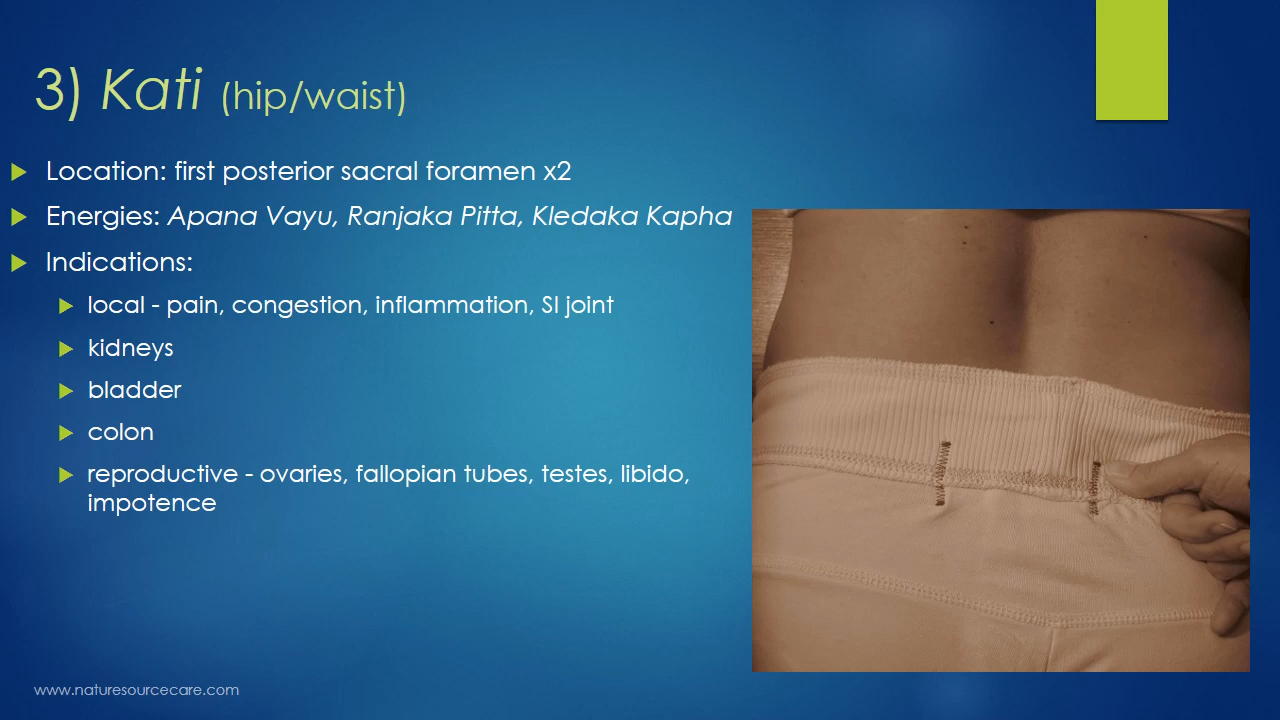 3) Kati (hip/waist)
Location: first posterior sacral foramen x2
Energies: Apana Vayu, Ranjaka Pitta, Kledaka Kapha
Indications:
local - pain, congestion, inflammation, SI joint
kidneys
bladder
colon
reproductive - ovaries, fallopian tubes, testes, libido,
impotence
www.naturesourcecare.com